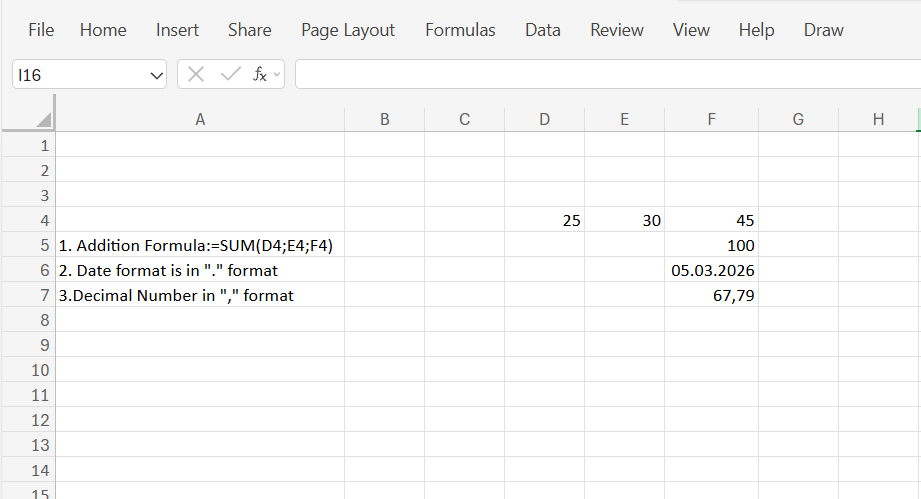 File Home Insert Share Page Layout Formulas Data Review View Help Draw
I16 fx
A B C D E F G H
1
2
3
4 25 30 45
5 1. Addition Formula:=SUM(D4;E4;F4) 100
6 2. Date format is in "." format 05.03.2026
7 3.Decimal Number in "," format 67,79
8
9
10
11
12
13
14
15